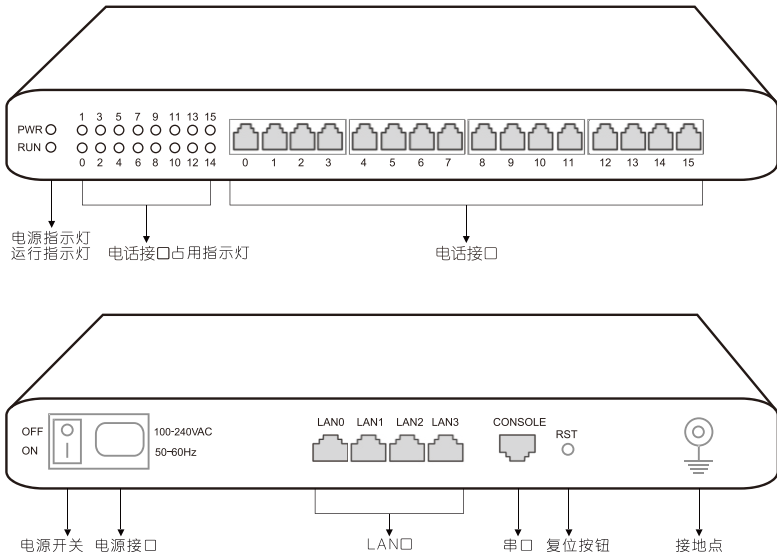 1 3 5 7 9 11 13 15
PWR
RUN
0 2 4 6 8 10 12 14
0 1 2 3 4 5 6 7 8 9 10 11 12 13 14 15
电源指示灯
运行指示灯
电话接口占用指示灯
电话接口
OFF
ON
100-240VAC
50-60Hz
LAN0 LAN1 LAN2 LAN3
CONSOLE
RST
电源开关
电源接口
LAN口
串口
复位按钮
接地点